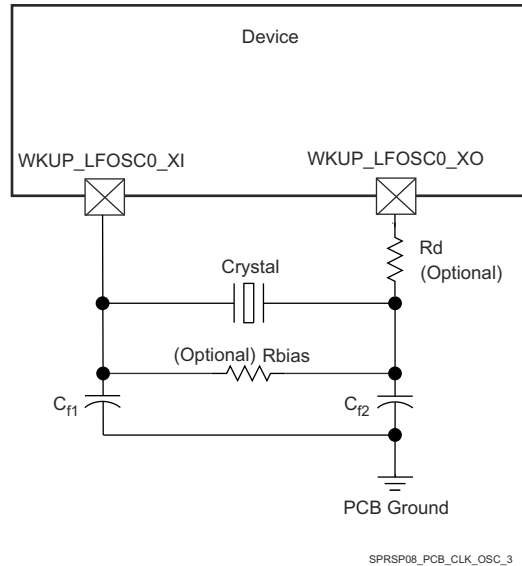 Device
WKUP_LFOSC0_XI
WKUP_LFOSC0_XO
Rd
(Optional)
Crystal
(Optional) Rbias
Cf1
Cf2
PCB Ground
SPRSP08_PCB_CLK_OSC_3